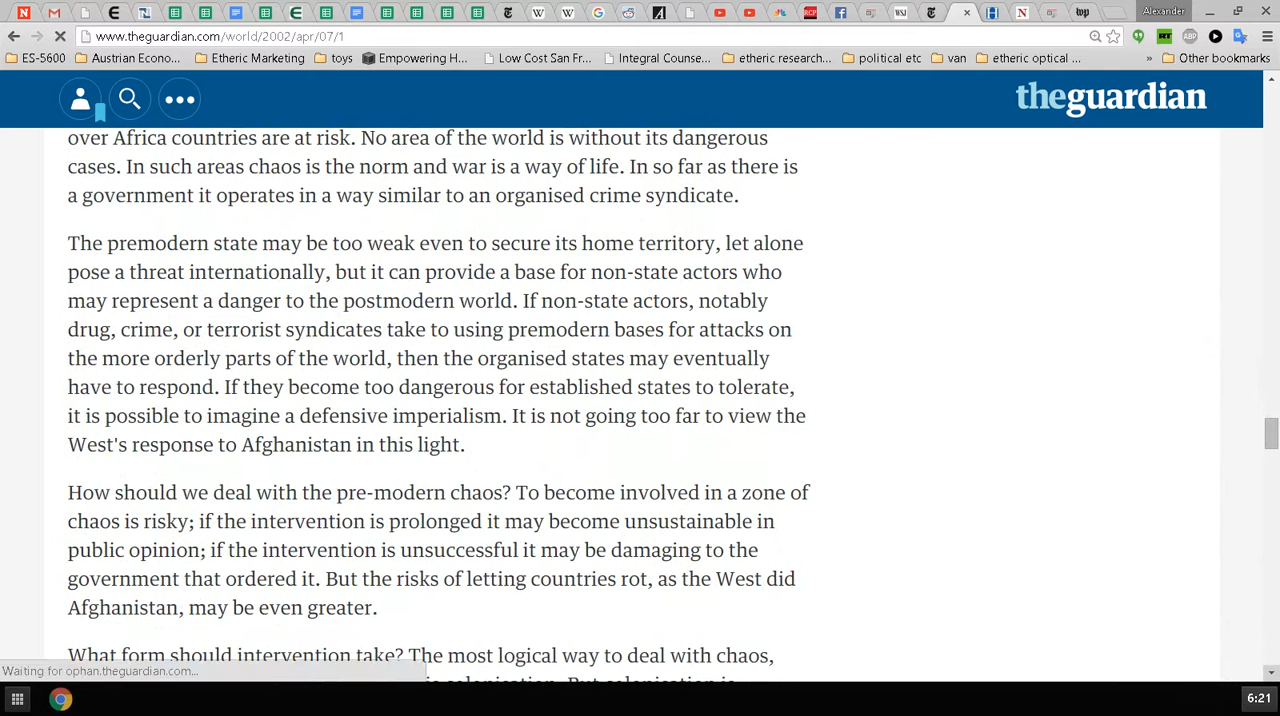 Alexander
www.theguardian.com/world/2002/apr/07/1
ES-5600
Austrian Econo...
Etheric Marketing
toys
Empowering H...
Low Cost San Fr...
Integral Counse...
etheric research...
political etc
van
etheric optical ...
»
Other bookmarks
theguardian
over Africa countries are at risk. No area of the world is without its dangerous
cases. In such areas chaos is the norm and war is a way of life. In so far as there is
a government it operates in a way similar to an organised crime syndicate.
The premodern state may be too weak even to secure its home territory, let alone
pose a threat internationally, but it can provide a base for non-state actors who
may represent a danger to the postmodern world. If non-state actors, notably
drug, crime, or terrorist syndicates take to using premodern bases for attacks on
the more orderly parts of the world, then the organised states may eventually
have to respond. If they become too dangerous for established states to tolerate,
it is possible to imagine a defensive imperialism. It is not going too far to view the
West's response to Afghanistan in this light.
How should we deal with the pre-modern chaos? To become involved in a zone of
chaos is risky; if the intervention is prolonged it may become unsustainable in
public opinion; if the intervention is unsuccessful it may be damaging to the
government that ordered it. But the risks of letting countries rot, as the West did
Afghanistan, may be even greater.
What form should intervention take? The most logical way to deal with chaos,
is colonisation. But colonisation is
Waiting for ophan.theguardian.com...
6:21